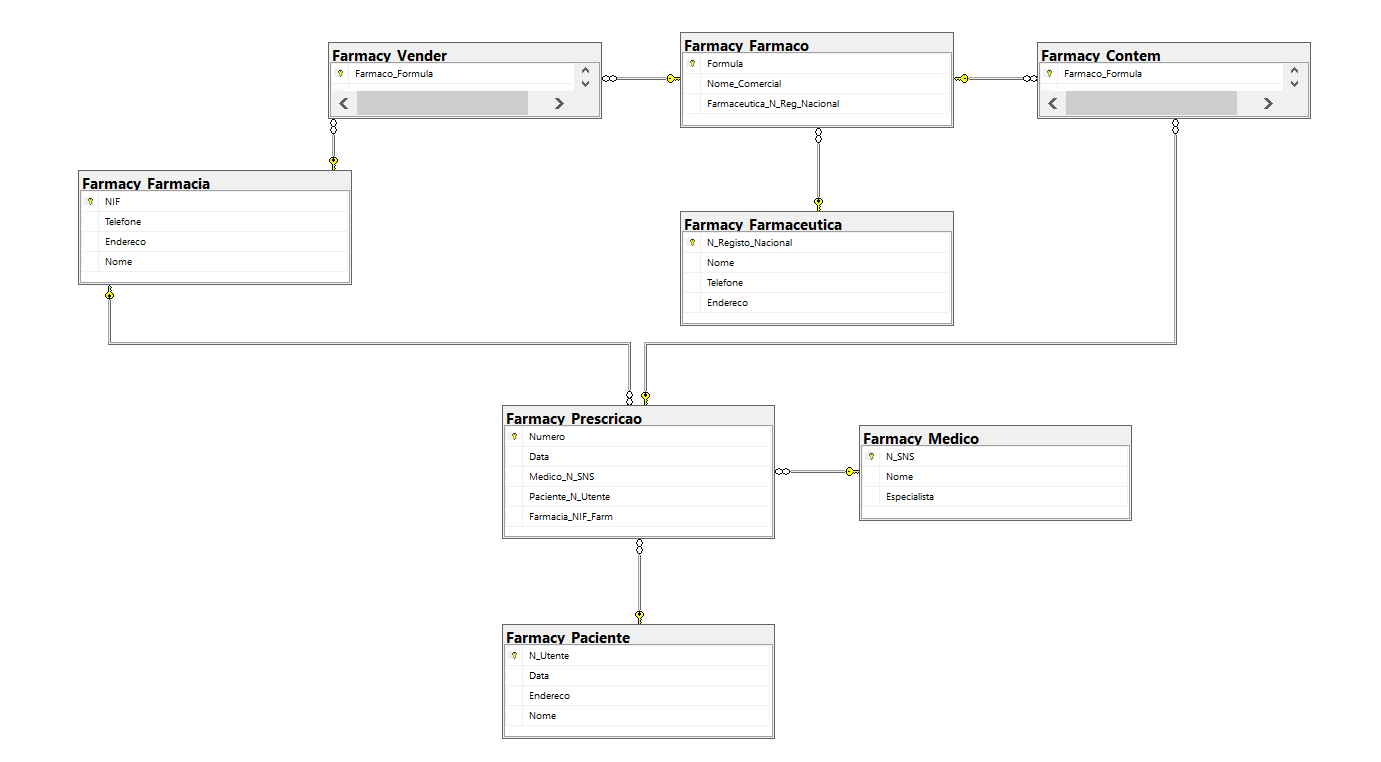 Farmacy_Vender
Farmaco_Formula
Farmacy_Farmaco
Formula
Nome_Comercial
Farmaceutica_N_Reg_Nacional
Farmacy_Contem
Farmaco_Formula
Farmacy_Farmacia
NIF
Telefone
Endereco
Nome
Farmacy_Farmaceutica
N_Registo_Nacional
Nome
Telefone
Endereco
Farmacy_Prescricao
Numero
Data
Medico_N_SNS
Paciente_N_Utente
Farmacia_NIF_Farm
Farmacy_Medico
N_SNS
Nome
Especialista
Farmacy_Paciente
N_Utente
Data
Endereco
Nome